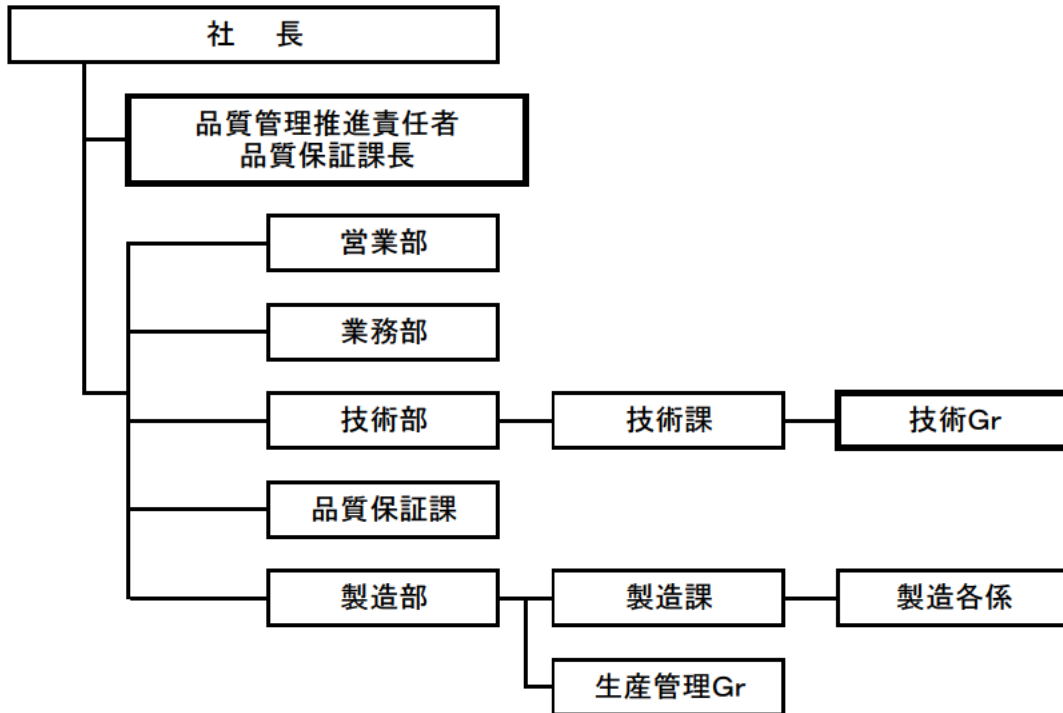 社　長
品質管理推進責任者
品質保証課長
営業部
業務部
技術部
技術課
技術Gr
品質保証課
製造部
製造課
製造各係
生産管理Gr